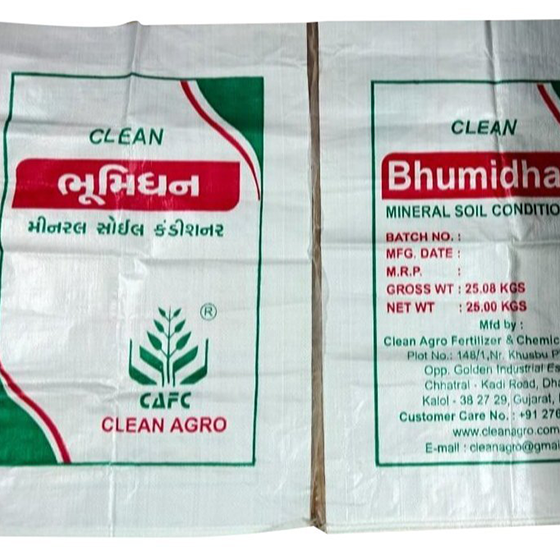 CLEAN
ભૂમિધન
મીનરલ સોઈલ કંડીશનર
®
CAFC
CLEAN AGRO
CLEAN
Bhumidha
MINERAL SOIL CONDITIO
BATCH NO. :
MFG. DATE :
M.R.P. :
GROSS WT : 25.08 KGS
NET WT : 25.00 KGS
Mfd by :
Clean Agro Fertilizer & Chemic
Plot No.: 148/1,Nr. Khusbu P
Opp. Golden Industrial Es
Chhatral - Kadi Road, Dha
Kalol - 38 27 29, Gujarat,
Customer Care No. : +91 276
www.cleanagro.com
E-mail : cleanagro@gmai